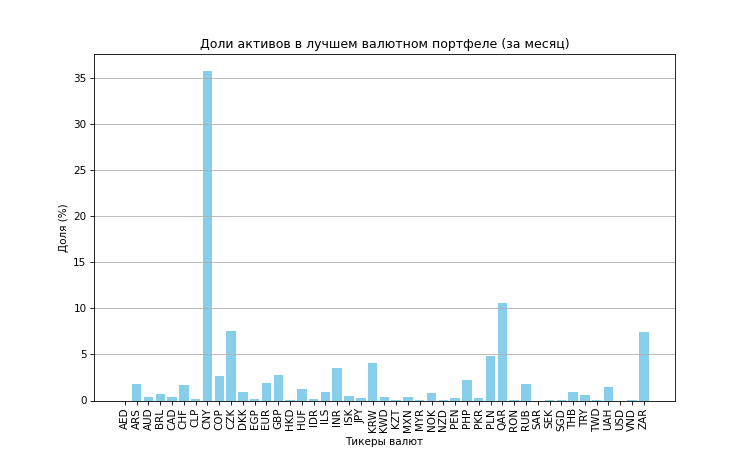 Доли активов в лучшем валютном портфеле (за месяц)
Доля (%)
35
30
25
20
15
10
5
0
AED ARS AUD BRL CAD CHF CLP CNY COP CZK DKK EGP EUR GBP HKD HUF IDR ILS INR ISK JPY KRW KWD KZT MXN MYR NOK NZD PEN PHP PKR PLN QAR RON RUB SAR SEK SGD THB TRY TWD UAH USD VND ZAR
Тикеры валют